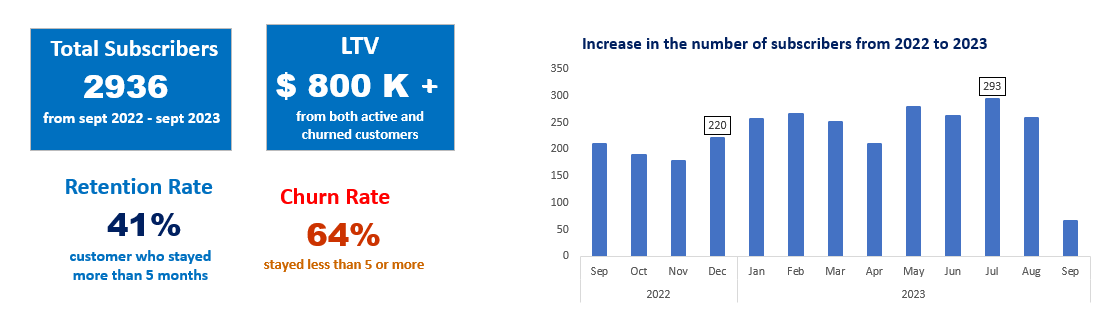 Total Subscribers
2936
from sept 2022 - sept 2023
LTV
$ 800 K +
from both active and
churned customers
Retention Rate
41%
customer who stayed
more than 5 months
Churn Rate
64%
stayed less than 5 or more
Increase in the number of subscribers from 2022 to 2023
350
300
250
200
150
100
50
0
220
293
Sep Oct Nov Dec Jan Feb Mar Apr May Jun Jul Aug Sep
2022 2023